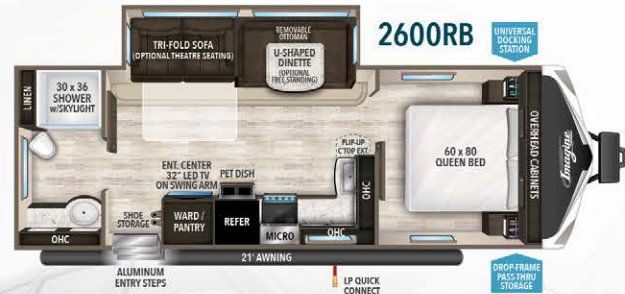 2600RB
UNIVERSAL
DOCKING
STATION
TRI-FOLD SOFA
(OPTIONAL THEATRE SEATING)
REMOVABLE
OTTOMAN
U-SHAPED
DINETTE
(OPTIONAL
FREE STANDING)
LINEN
30 x 36
SHOWER
w/SKYLIGHT
FLIP-UP
C'TOP EXT.
60 x 80
QUEEN BED
OVERHEAD CABINETS
Imagine
ENT. CENTER
32" LED TV
ON SWING ARM
PET DISH
OHC
SHOE
STORAGE
WARD /
PANTRY
REFER
MICRO
OHC
OHC
21' AWNING
ALUMINUM
ENTRY STEPS
LP QUICK
CONNECT
DROP-FRAME
PASS-THRU
STORAGE